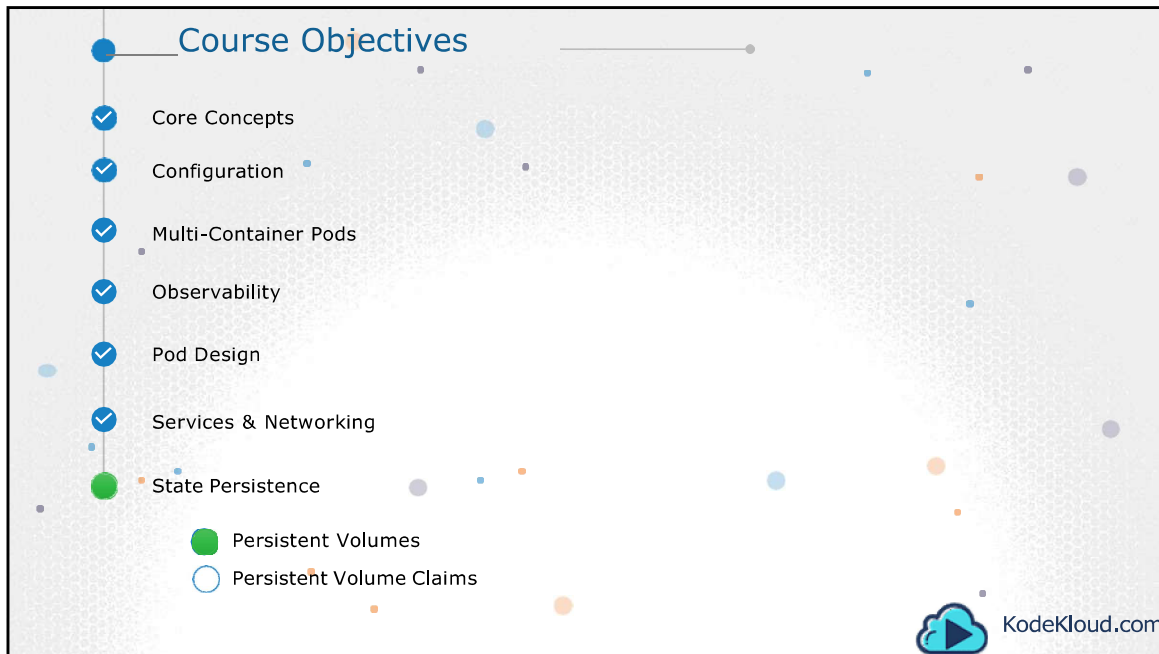 Course Objectives
Core Concepts
Configuration
Multi-Container Pods
Observability
Pod Design
Services & Networking
State Persistence
Persistent Volumes
Persistent Volume Claims
KodeKloud.com